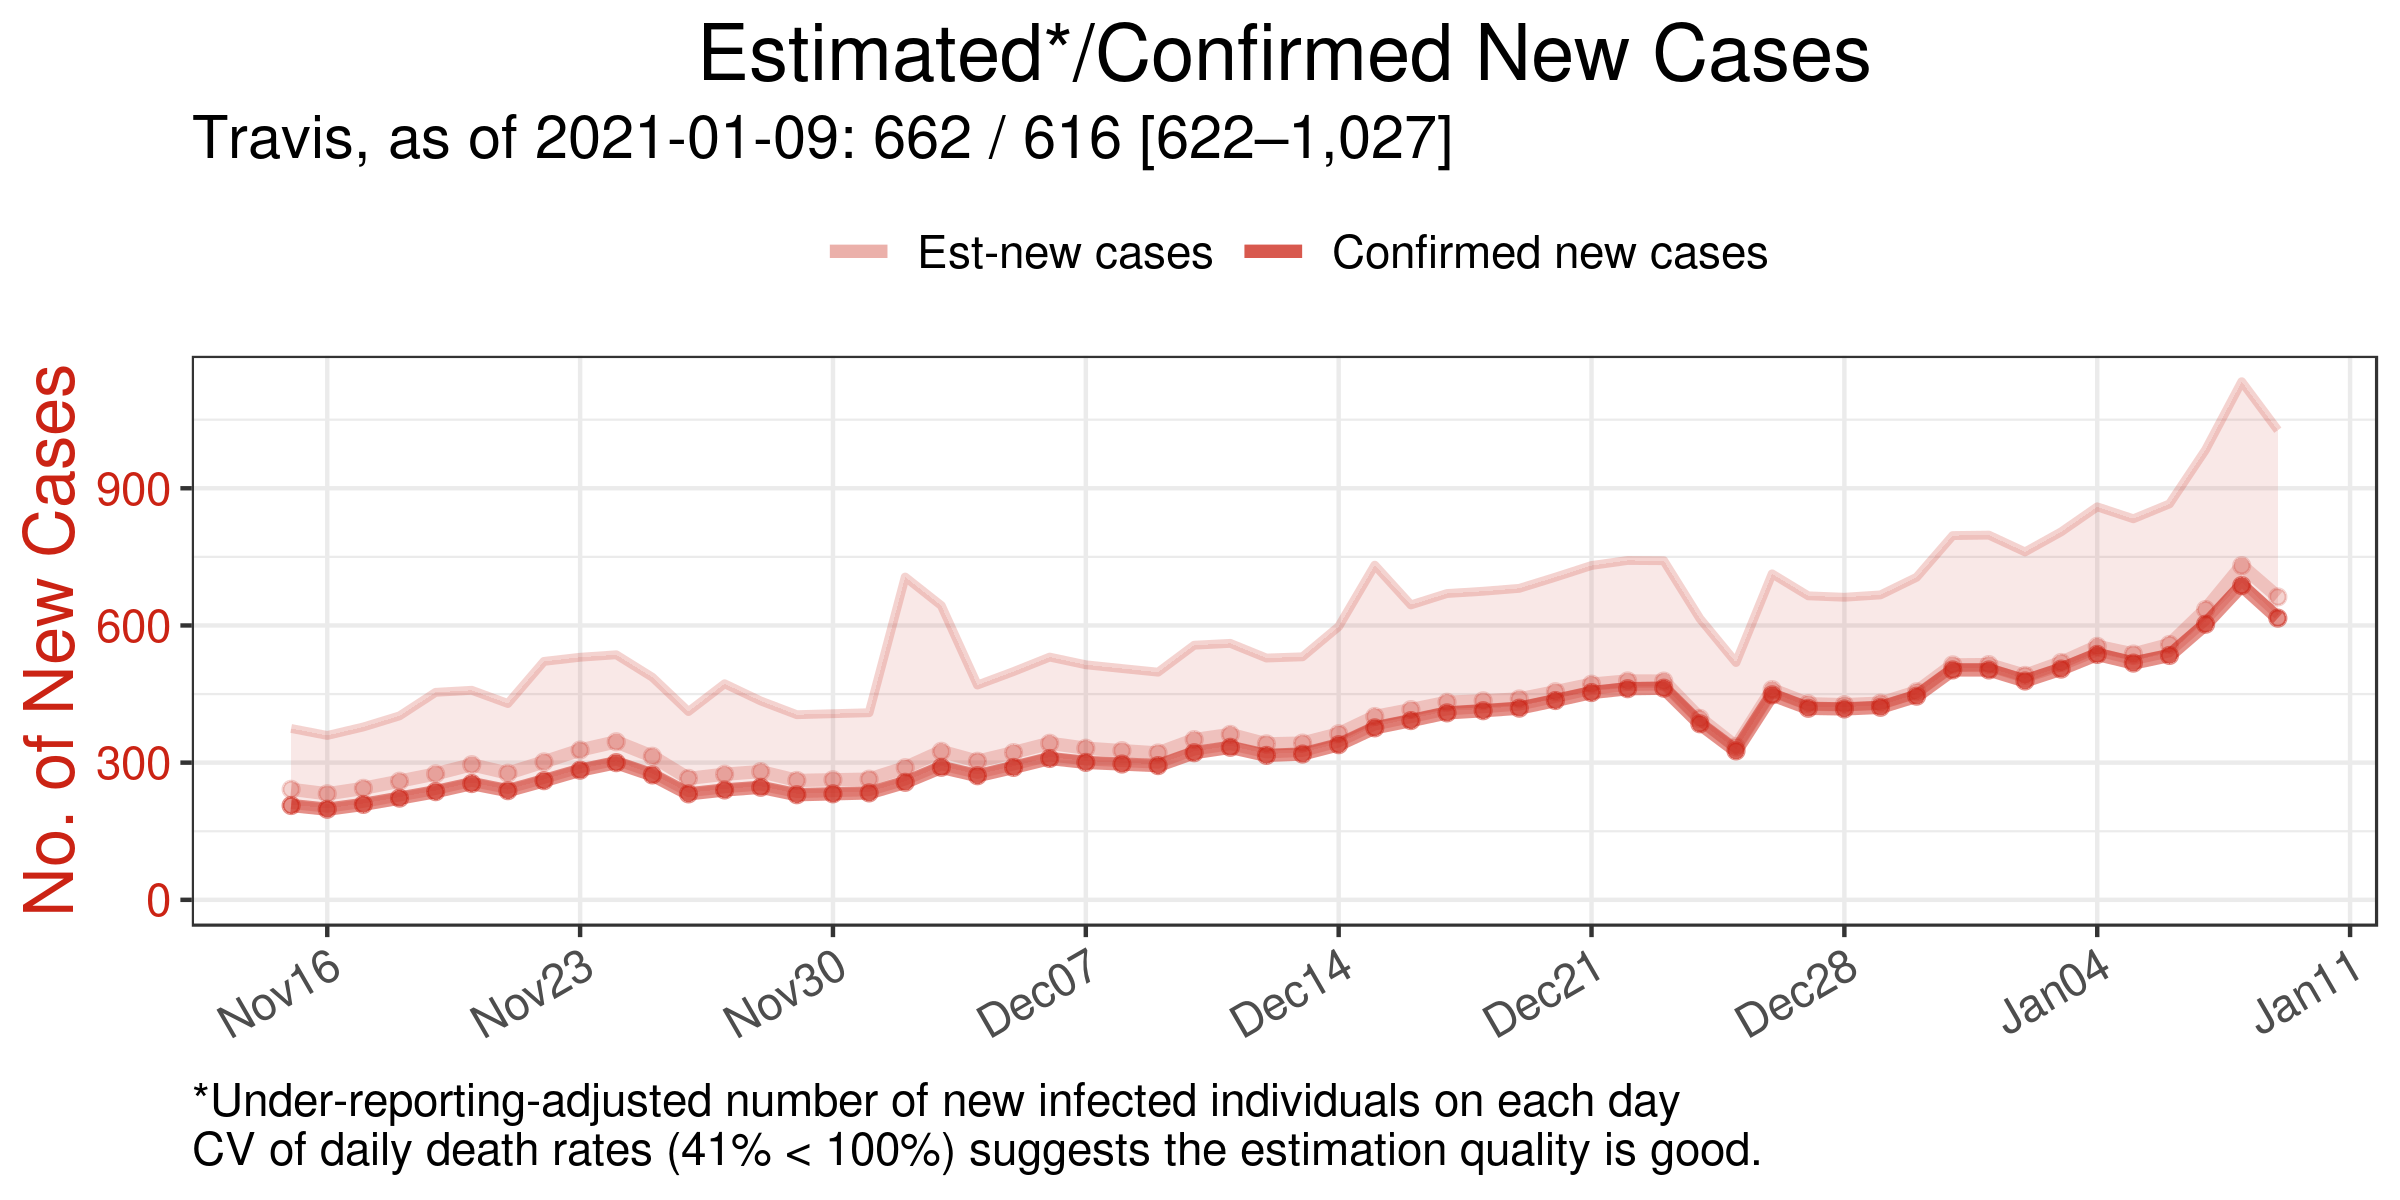 Estimated*/Confirmed New Cases
Travis, as of 2021-01-09: 662 / 616 [622–1,027]
Est-new cases
Confirmed new cases
No. of New Cases
900
600
300
0
Nov16
Nov23
Nov30
Dec07
Dec14
Dec21
Dec28
Jan04
Jan11
*Under-reporting-adjusted number of new infected individuals on each day
CV of daily death rates (41% < 100%) suggests the estimation quality is good.